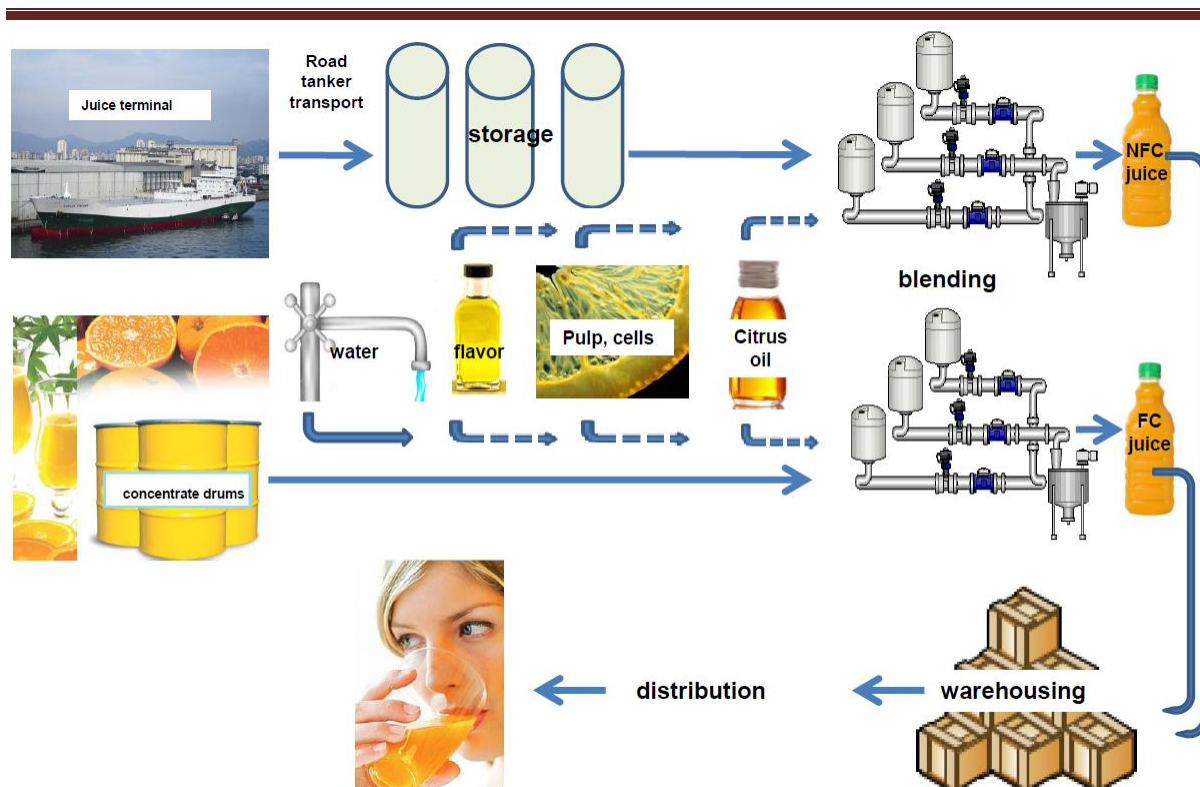 Road
tanker
transport
Juice terminal
storage
NFC
juice
blending
water
flavor
Pulp, cells
Citrus
oil
FC
juice
concentrate drums
distribution
warehousing